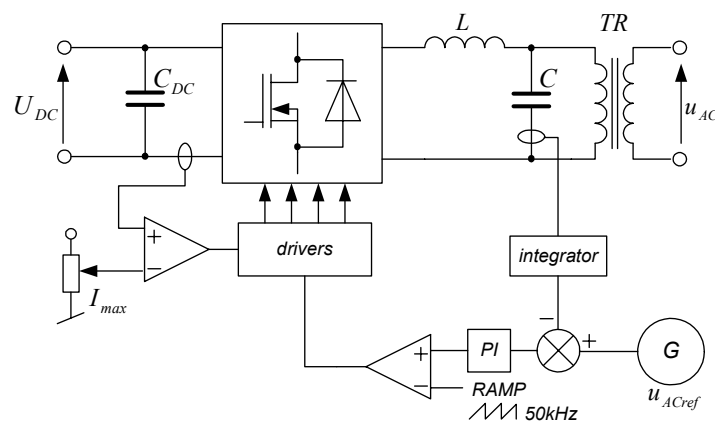 L
TR
C_DC
C
U_DC
u_AC
+
−
drivers
integrator
I_max
−
+
PI
G
+
−
RAMP
50kHz
u_ACref